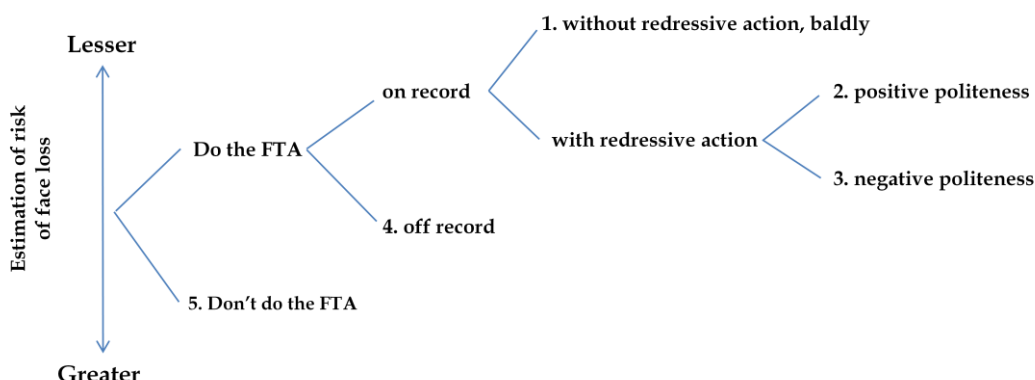 1. without redressive action, baldly
Lesser
on record
2. positive politeness
Estimation of risk
of face loss
Do the FTA
with redressive action
3. negative politeness
4. off record
5. Don't do the FTA
Greater